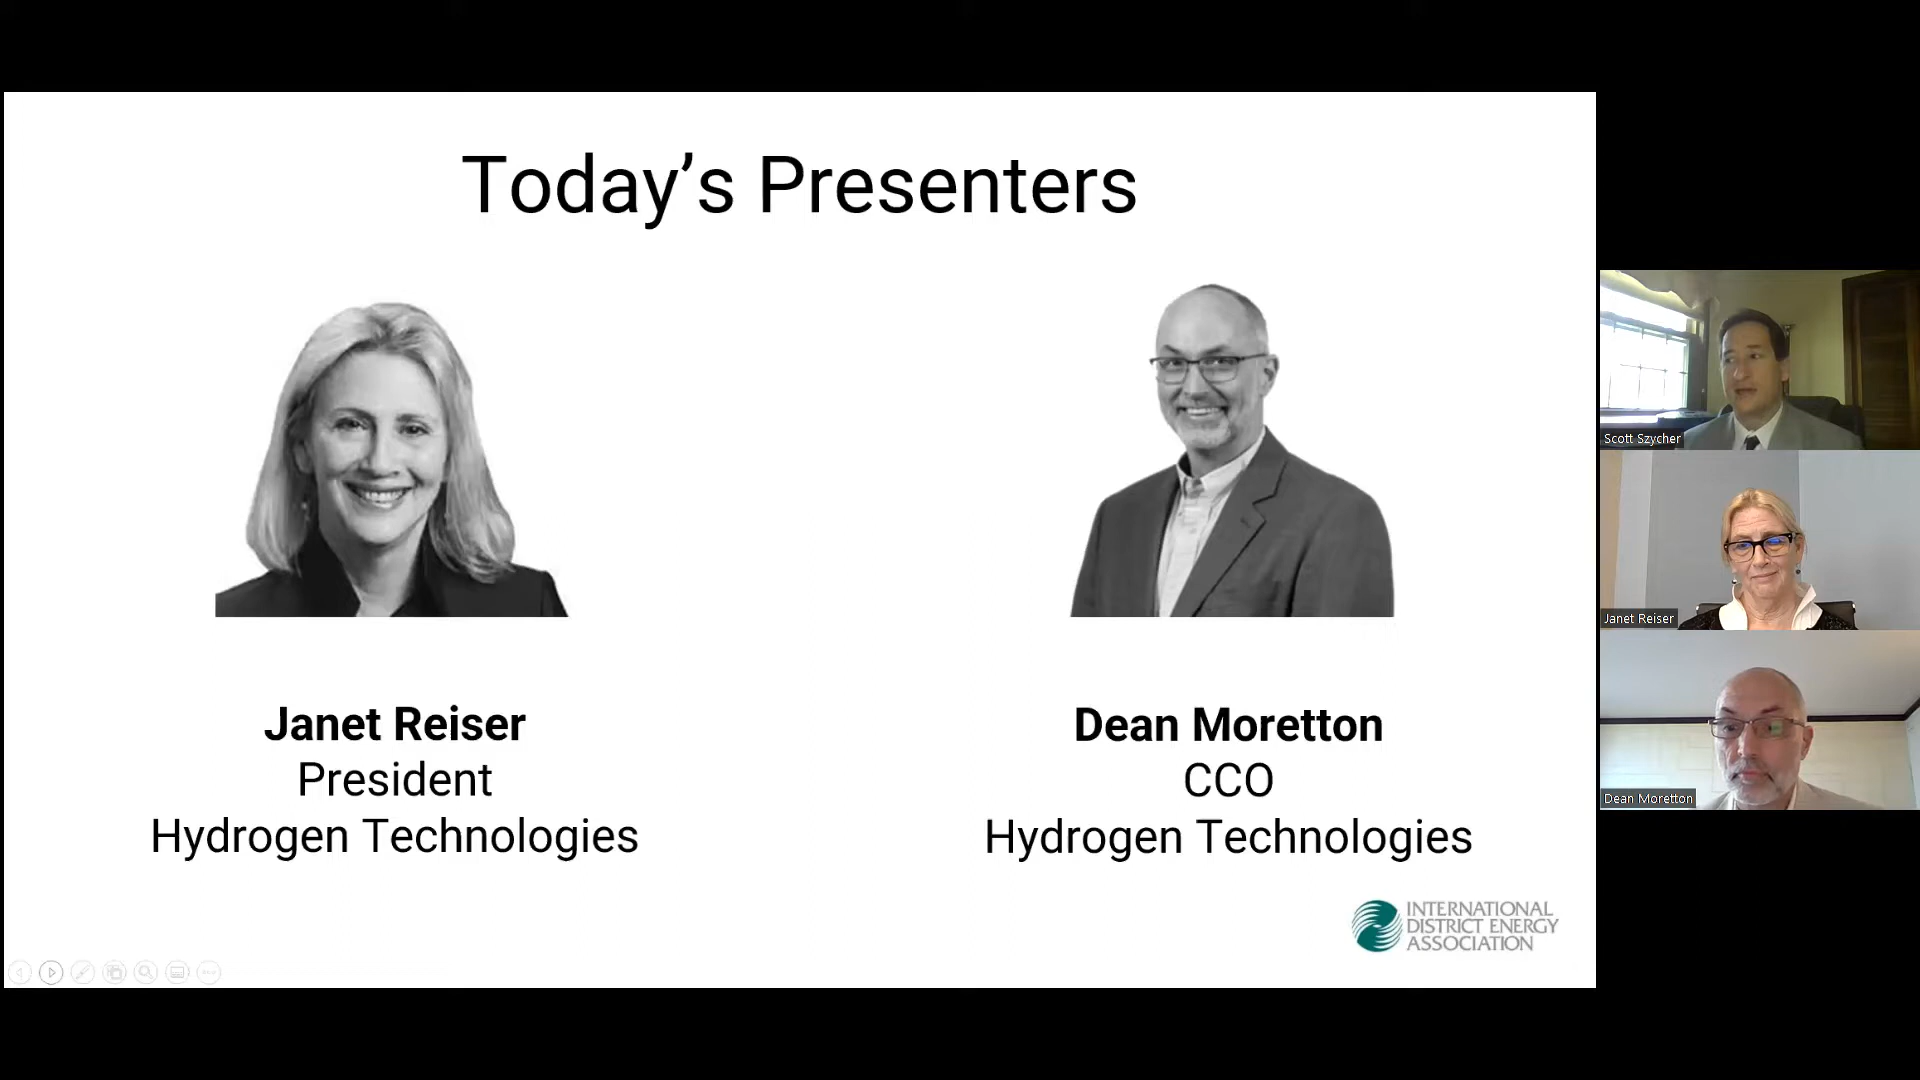 Today’s Presenters
Janet Reiser
President
Hydrogen Technologies
Dean Moretton
CCO
Hydrogen Technologies
INTERNATIONAL
DISTRICT ENERGY
ASSOCIATION
Scott Szycher
Janet Reiser
Dean Moretton